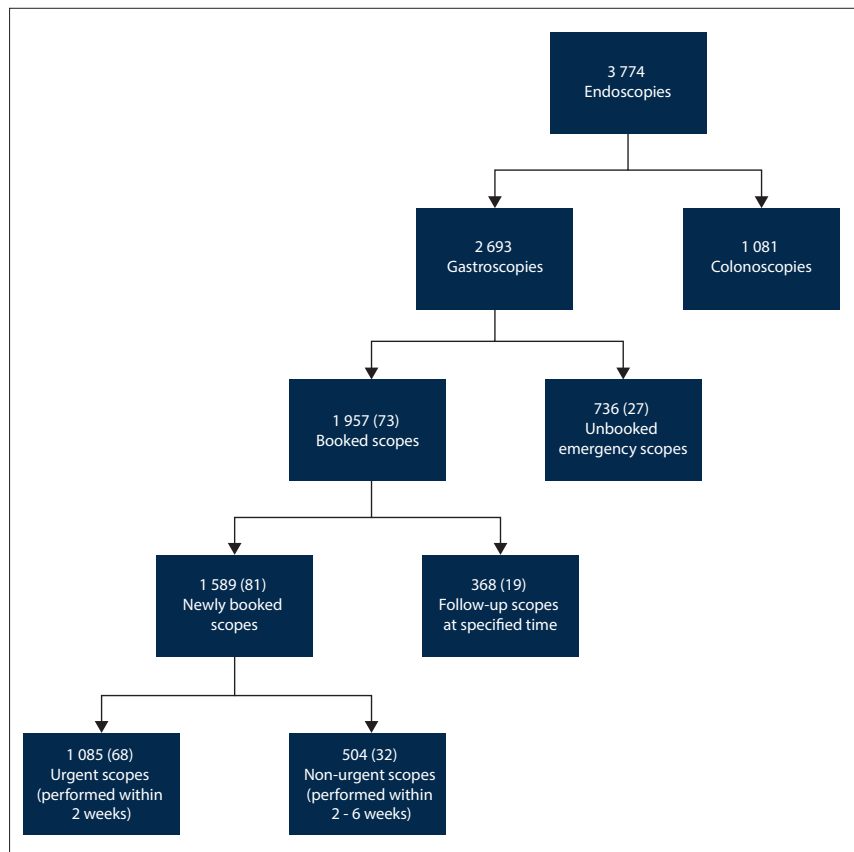 3 774
Endoscopies
2 693
Gastroscopies
1 081
Colonoscopies
1 957 (73)
Booked scopes
736 (27)
Unbooked
emergency scopes
1 589 (81)
Newly booked
scopes
368 (19)
Follow-up scopes
at specified time
1 085 (68)
Urgent scopes
(performed within
2 weeks)
504 (32)
Non-urgent scopes
(performed within
2 - 6 weeks)